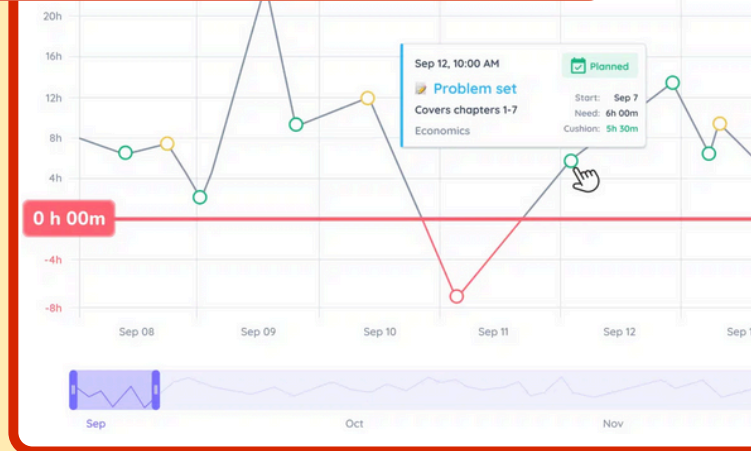 20h
16h
12h
8h
4h
0 h 00m
-4h
-8h
Sep 12, 10:00 AM
Planned
Problem set
Covers chapters 1-7
Economics
Start: Sep 7
Need: 6h 00m
Cushion: 5h 30m
Sep 08
Sep 09
Sep 10
Sep 11
Sep 12
Sep 1
Sep
Oct
Nov